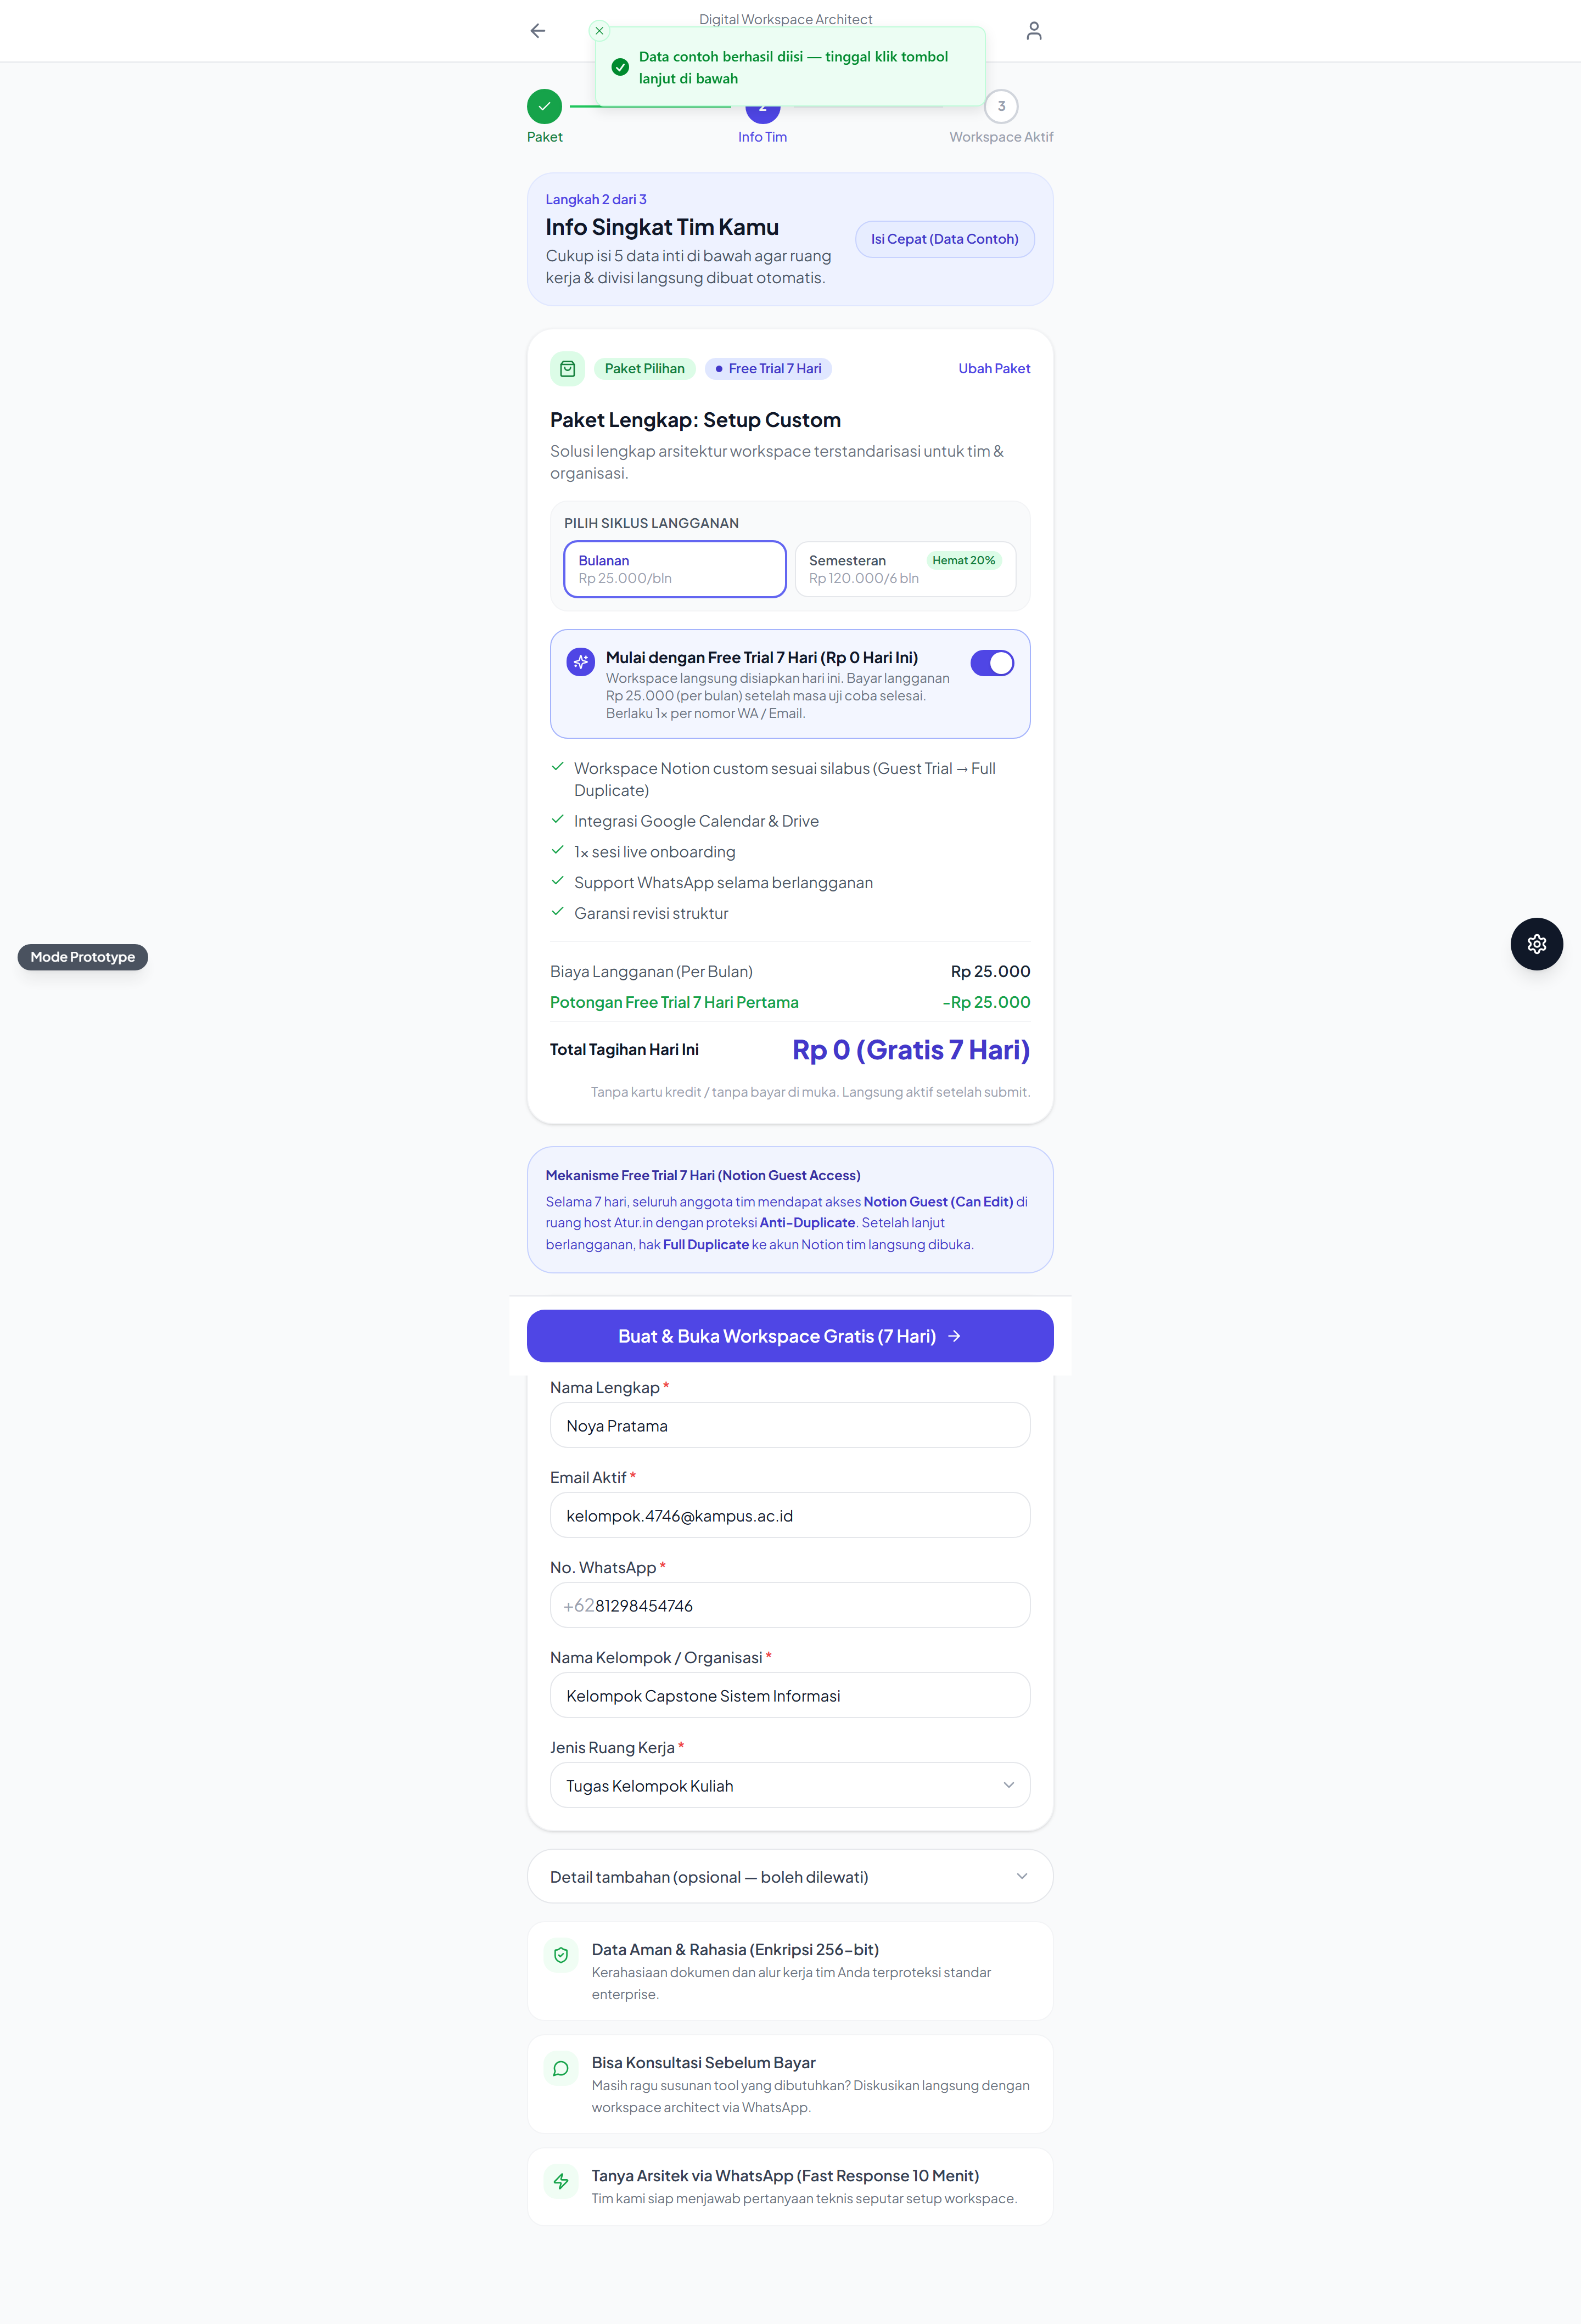 Digital Workspace Architect
Data contoh berhasil diisi — tinggal klik tombol
lanjut di bawah
2
3
Paket
Info Tim
Workspace Aktif
Langkah 2 dari 3
Info Singkat Tim Kamu
Cukup isi 5 data inti di bawah agar ruang
kerja & divisi langsung dibuat otomatis.
Isi Cepat (Data Contoh)
Paket Pilihan
Free Trial 7 Hari
Ubah Paket
Paket Lengkap: Setup Custom
Solusi lengkap arsitektur workspace terstandarisasi untuk tim &
organisasi.
PILIH SIKLUS LANGGANAN
Bulanan
Rp 25.000/bln
Semesteran
Hemat 20%
Rp 120.000/6 bln
Mulai dengan Free Trial 7 Hari (Rp 0 Hari Ini)
Workspace langsung disiapkan hari ini. Bayar langganan
Rp 25.000 (per bulan) setelah masa uji coba selesai.
Berlaku 1x per nomor WA / Email.
Workspace Notion custom sesuai silabus (Guest Trial → Full
Duplicate)
Integrasi Google Calendar & Drive
1x sesi live onboarding
Support WhatsApp selama berlangganan
Garansi revisi struktur
Mode Prototype
Biaya Langganan (Per Bulan)
Rp 25.000
Potongan Free Trial 7 Hari Pertama
-Rp 25.000
Total Tagihan Hari Ini
Rp 0 (Gratis 7 Hari)
Tanpa kartu kredit / tanpa bayar di muka. Langsung aktif setelah submit.
Mekanisme Free Trial 7 Hari (Notion Guest Access)
Selama 7 hari, seluruh anggota tim mendapat akses Notion Guest (Can Edit) di
ruang host Atur.in dengan proteksi Anti-Duplicate. Setelah lanjut
berlangganan, hak Full Duplicate ke akun Notion tim langsung dibuka.
Buat & Buka Workspace Gratis (7 Hari) →
Nama Lengkap *
Noya Pratama
Email Aktif *
kelompok.4746@kampus.ac.id
No. WhatsApp *
+6281298454746
Nama Kelompok / Organisasi *
Kelompok Capstone Sistem Informasi
Jenis Ruang Kerja *
Tugas Kelompok Kuliah
Detail tambahan (opsional — boleh dilewati)
Data Aman & Rahasia (Enkripsi 256-bit)
Kerahasiaan dokumen dan alur kerja tim Anda terproteksi standar
enterprise.
Bisa Konsultasi Sebelum Bayar
Masih ragu susunan tool yang dibutuhkan? Diskusikan langsung dengan
workspace architect via WhatsApp.
Tanya Arsitek via WhatsApp (Fast Response 10 Menit)
Tim kami siap menjawab pertanyaan teknis seputar setup workspace.